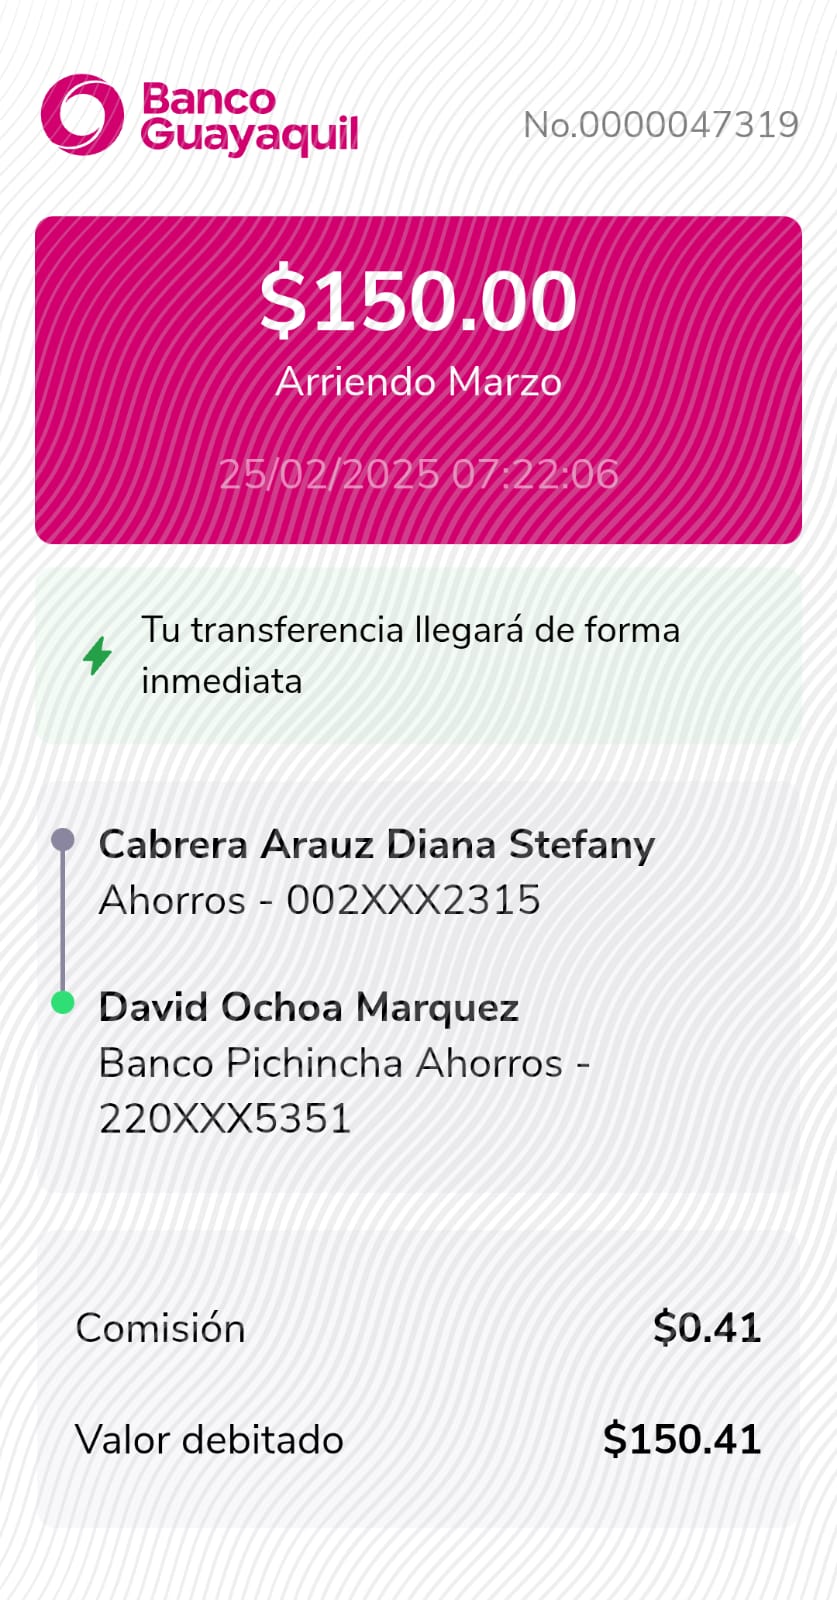 Banco
Guayaquil
No.0000047319
$150.00
Arriendo Marzo
25/02/2025 07:22:06
Tu transferencia llegará de forma
inmediata
Cabrera Arauz Diana Stefany
Ahorros - 002XXX2315
David Ochoa Marquez
Banco Pichincha Ahorros -
220XXX5351
Comisión $0.41
Valor debitado $150.41